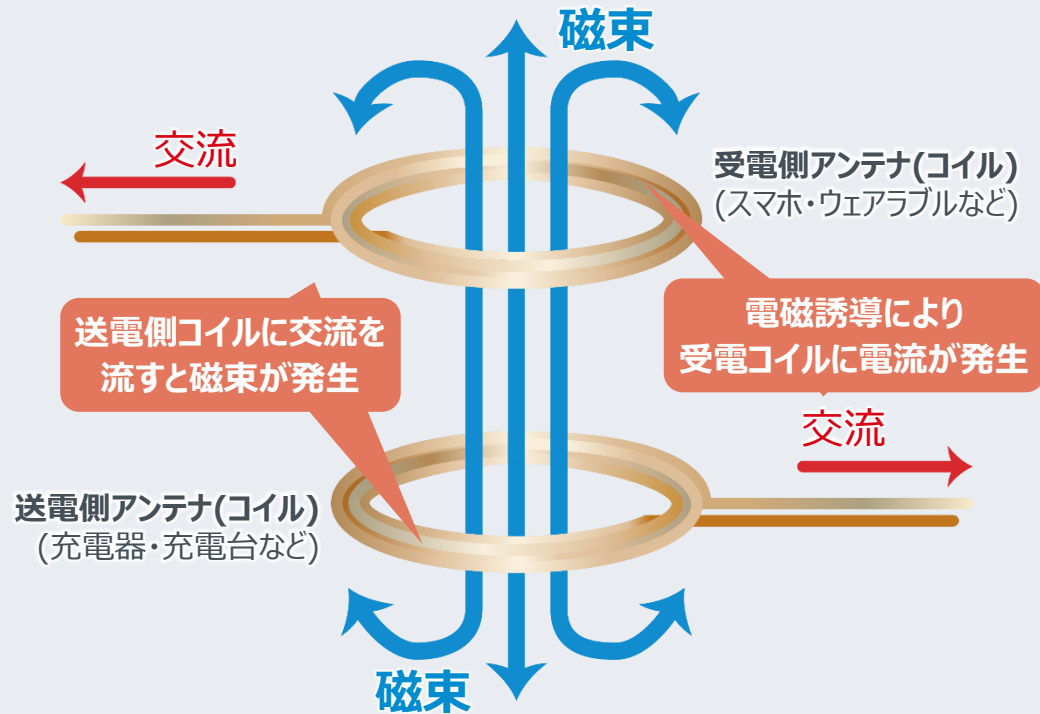 磁束
交流
受電側アンテナ(コイル)
(スマホ・ウェアラブルなど)
送電側コイルに交流を
流すと磁束が発生
電磁誘導により
受電コイルに電流が発生
交流
送電側アンテナ(コイル)
(充電器・充電台など)
磁束